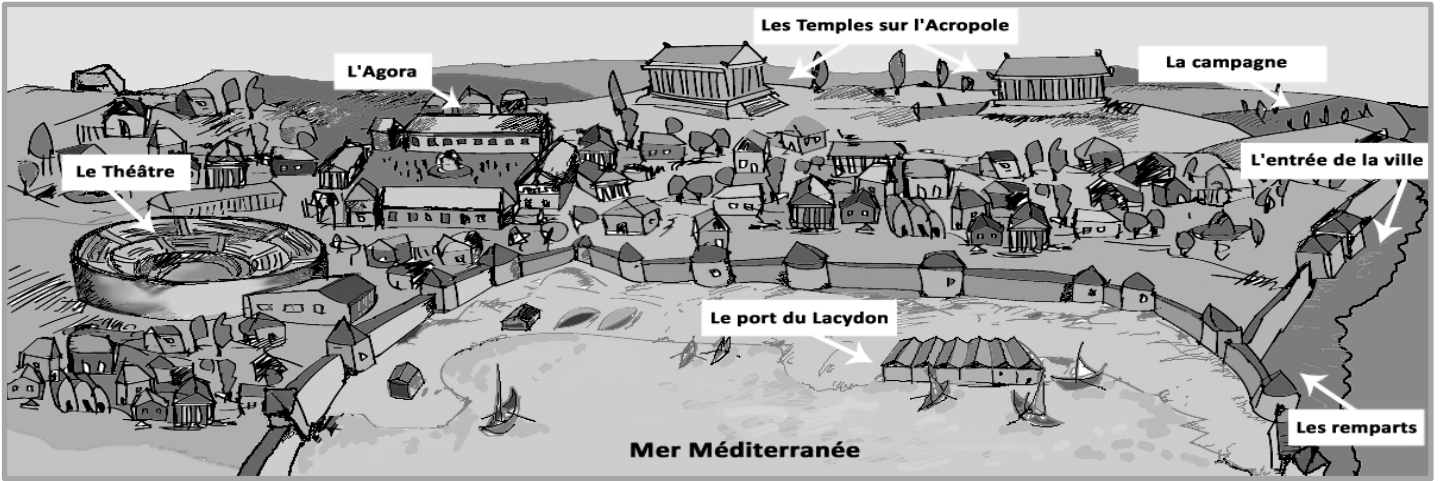 Les Temples sur l'Acropole
L'Agora
La campagne
L'entrée de la ville
Le Théâtre
Le port du Lacydon
Les remparts
Mer Méditerranée